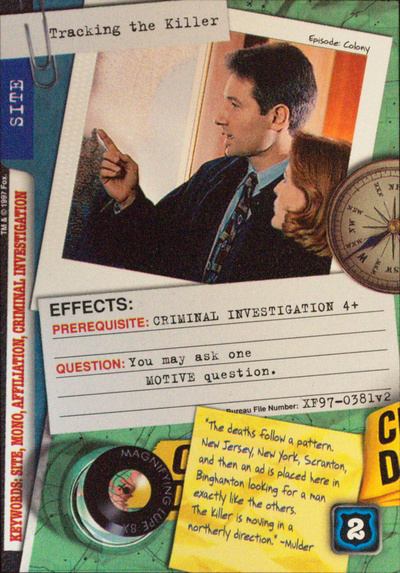 Tracking the Killer
Episode: Colony
SITE
TM & © 1997 Fox.
KEYWORDS: SITE, MONO, AFFILIATION, CRIMINAL INVESTIGATION
EFFECTS:
PREREQUISITE: CRIMINAL INVESTIGATION 4+
QUESTION: You may ask one
MOTIVE question.
Bureau File Number: XF97-0381v2
MAGNIFYING LUPE 8X
"The deaths follow a pattern.
New Jersey, New York, Scranton,
and then an ad is placed here in
Binghamton looking for a man
exactly like the others.
The killer is moving in a
northerly direction." -Mulder
2